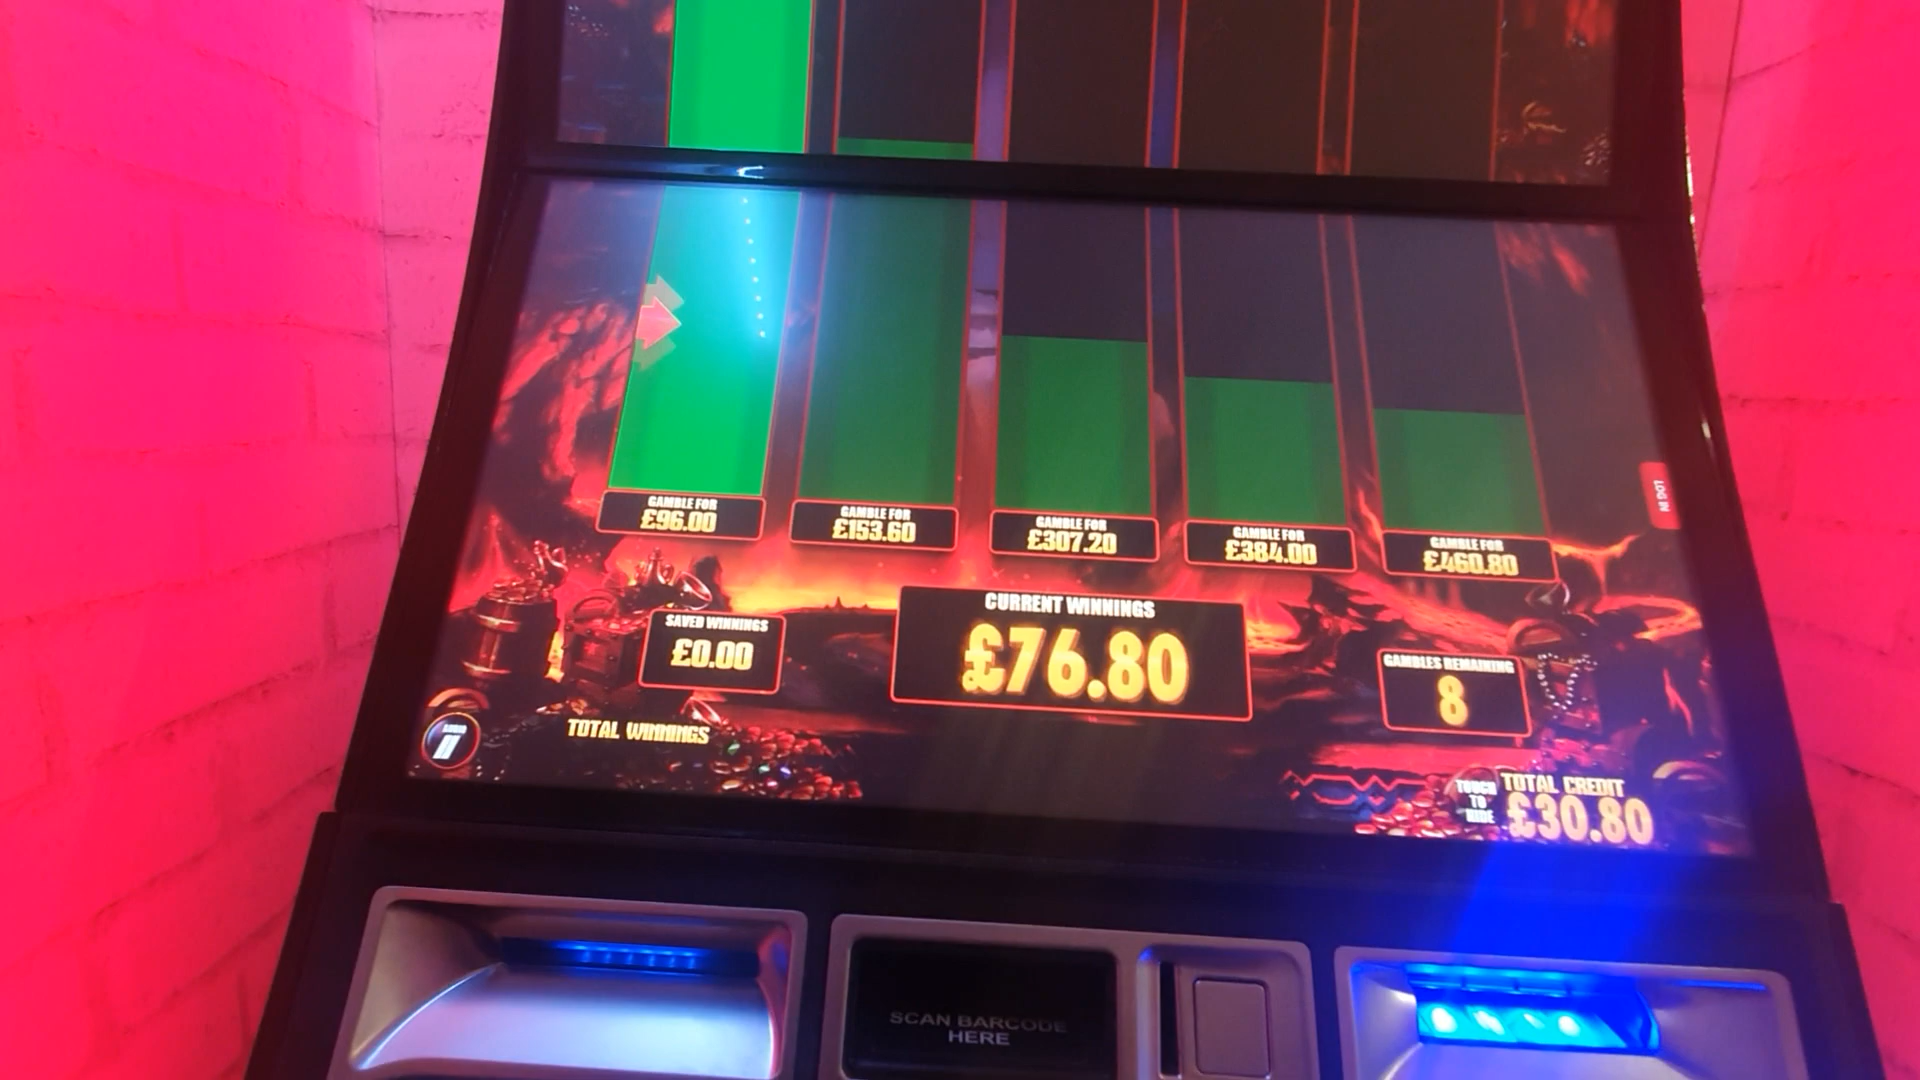 GAMBLE FOR
£96.00
GAMBLE FOR
£153.60
GAMBLE FOR
£307.20
GAMBLE FOR
£384.00
GAMBLE FOR
£460.80
LOG IN
SAVED WINNINGS
£0.00
CURRENT WINNINGS
£76.80
GAMBLES REMAINING
8
TOTAL WINNINGS
TOUCH
TO
HIDE
TOTAL CREDIT
£30.80
SCAN BARCODE
HERE